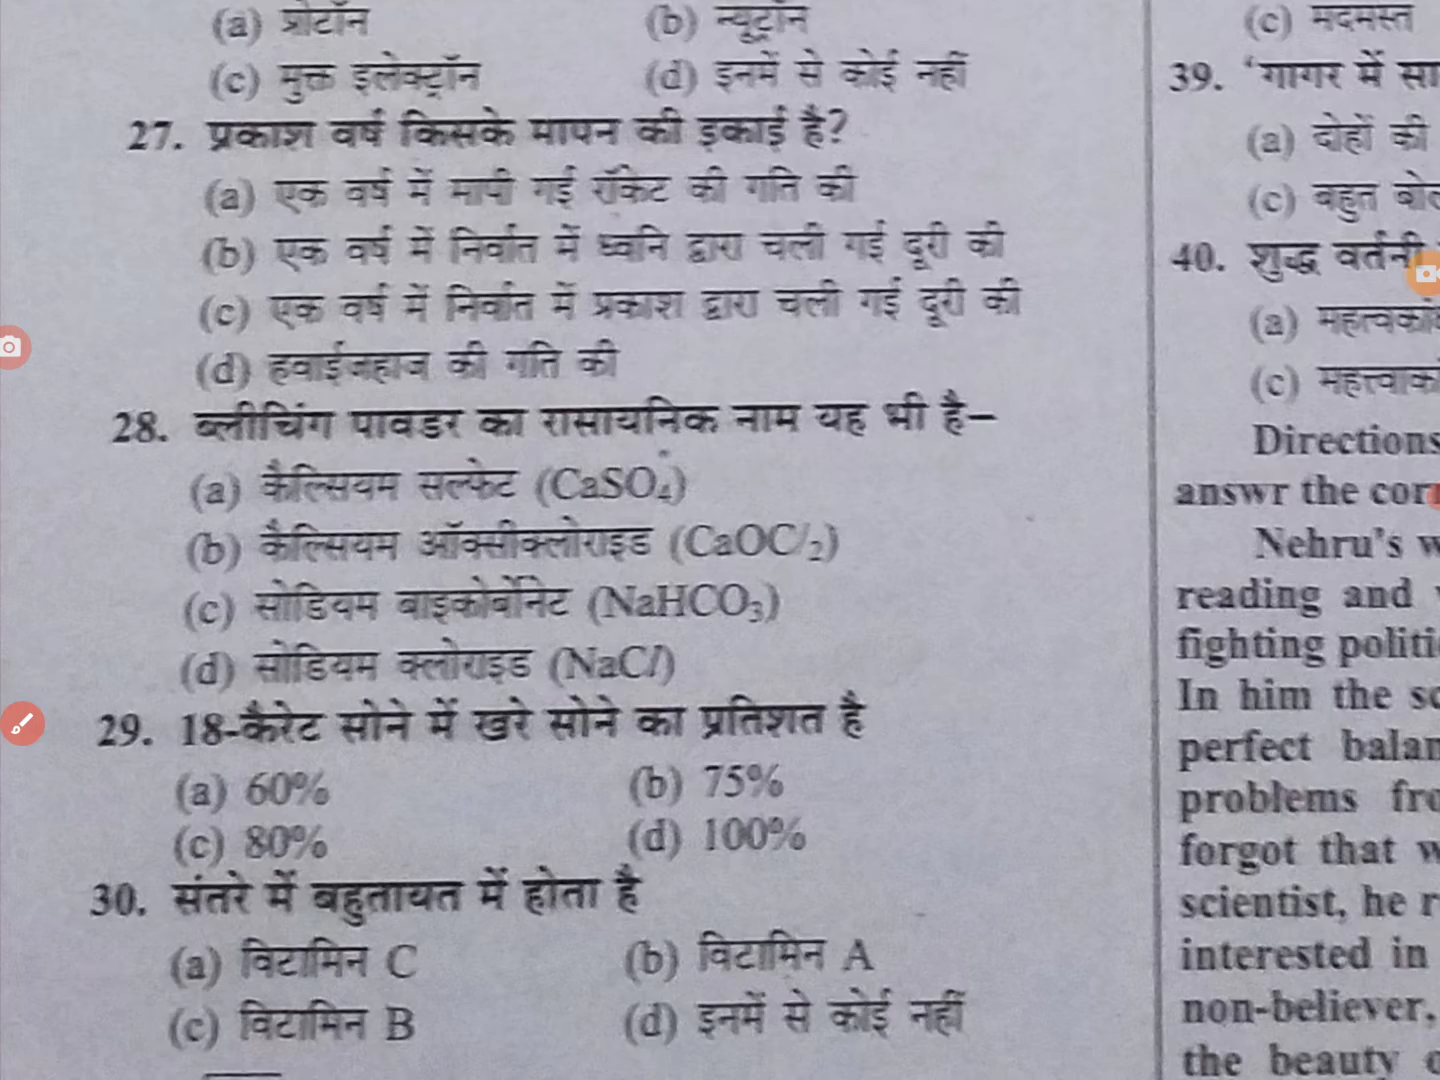 (a) प्रोटॉन (b) न्यूट्रॉन
(c) मुक्त इलेक्ट्रॉन (d) इनमें से कोई नहीं
27. प्रकाश वर्ष किसके मापन की इकाई है?
(a) एक वर्ष में मापी गई रॉकेट की गति की
(b) एक वर्ष में निर्वात में ध्वनि द्वारा चली गई दूरी की
(c) एक वर्ष में निर्वात में प्रकाश द्वारा चली गई दूरी की
(d) हवाईजहाज की गति की
28. ब्लीचिंग पावडर का रासायनिक नाम यह भी है–
(a) कैल्सियम सल्फेट (CaSO₄)
(b) कैल्सियम ऑक्सीक्लोराइड (CaOCl₂)
(c) सोडियम बाइकोर्बोनेट (NaHCO₃)
(d) सोडियम क्लोराइड (NaCl)
29. 18-कैरेट सोने में खरे सोने का प्रतिशत है
(a) 60% (b) 75%
(c) 80% (d) 100%
30. संतरे में बहुतायत में होता है
(a) विटामिन C (b) विटामिन A
(c) विटामिन B (d) इनमें से कोई नहीं
(c) मदमस्त
39. 'गागर में
(a) दोहों की
(c) बहुत
40. शुद्ध वर्तनी
(a)
(c)
Directions
answr the
Nehru's
reading and
fighting
In him the
perfect
problems
forgot that
scientist, he
interested in
non-believer,
the beauty